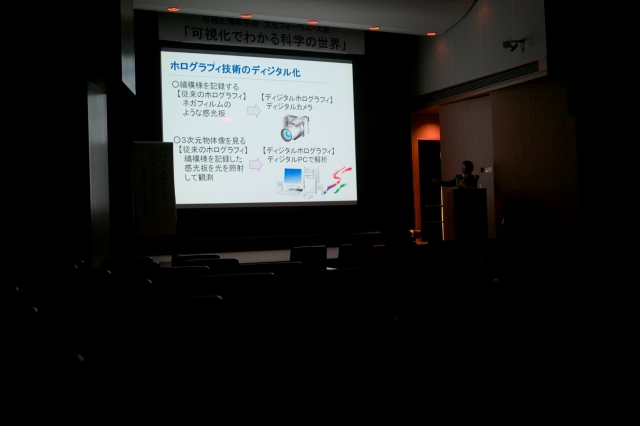 「可視化でわかる科学の世界」
ホログラフィ技術のディジタル化
〇縞模様を記録する
【従来のホログラフィ】
ネガフィルムの
ような感光板
【ディジタルホログラフィ】
ディジタルカメラ
〇3次元物体像を見る
【従来のホログラフィ】
縞模様を記録した
感光板を光を照射
して観測
【ディジタルホログラフィ】
ディジタルPCで解析